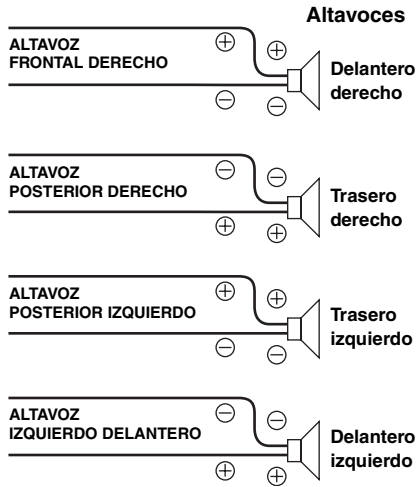 Altavoces
ALTAVOZ
FRONTAL DERECHO
+
+
−
−
Delantero
derecho
ALTAVOZ
POSTERIOR DERECHO
−
−
+
+
Trasero
derecho
ALTAVOZ
POSTERIOR IZQUIERDO
+
+
−
−
Trasero
izquierdo
ALTAVOZ
IZQUIERDO DELANTERO
−
−
+
+
Delantero
izquierdo